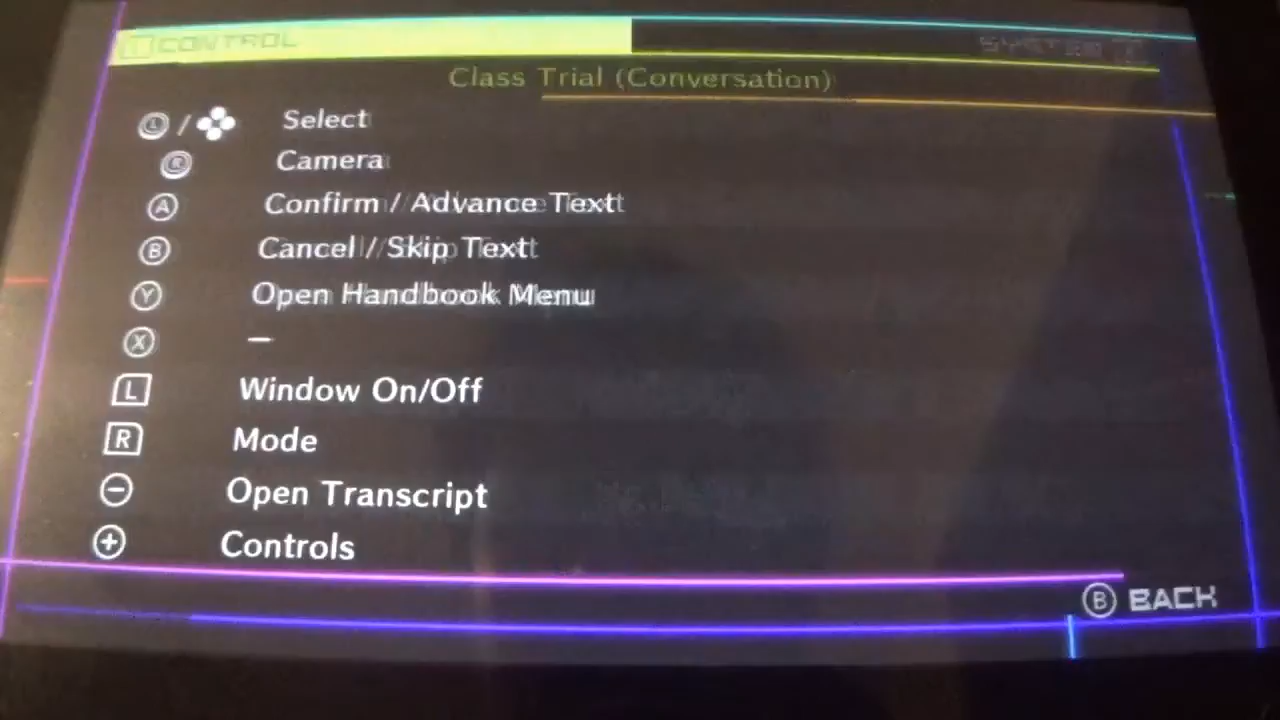 L CONTROL
SYSTEM R
Class Trial (Conversation)
L / Select
R Camera
A Confirm / Advance Text
B Cancel / Skip Text
Y Open Handbook Menu
X —
L Window On/Off
R Mode
− Open Transcript
+ Controls
B BACK